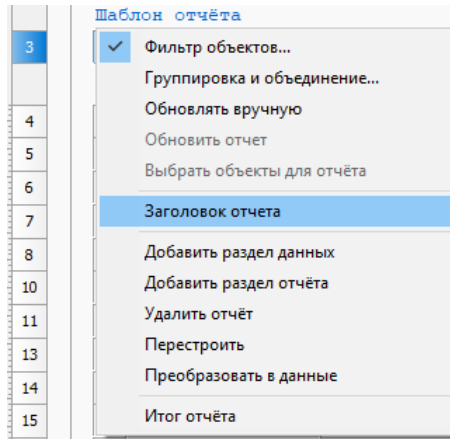 Шаблон отчёта
3
Фильтр объектов...
Группировка и объединение...
4
Обновлять вручную
5
Обновить отчет
6
Выбрать объекты для отчёта
7
Заголовок отчета
8
Добавить раздел данных
10
Добавить раздел отчёта
11
Удалить отчёт
13
Перестроить
14
Преобразовать в данные
15
Итог отчёта